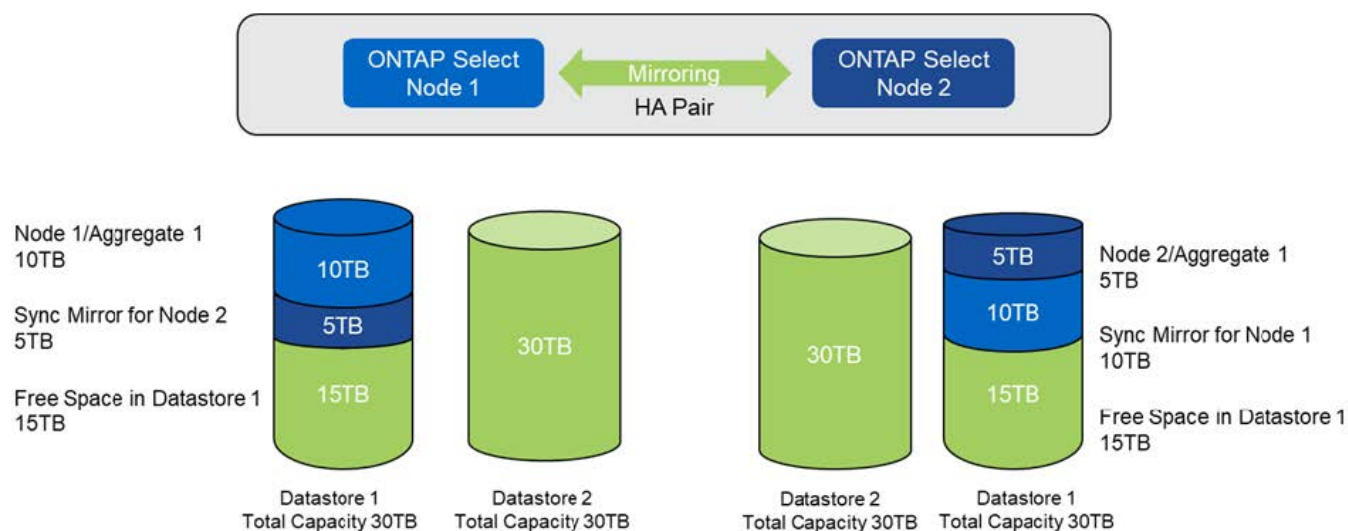 ONTAP Select
Node 1
Mirroring
HA Pair
ONTAP Select
Node 2
Node 1/Aggregate 1
10TB
Sync Mirror for Node 2
5TB
Free Space in Datastore 1
15TB
10TB
5TB
15TB
Datastore 1
Total Capacity 30TB
30TB
Datastore 2
Total Capacity 30TB
30TB
Datastore 2
Total Capacity 30TB
5TB
10TB
15TB
Datastore 1
Total Capacity 30TB
Node 2/Aggregate 1
5TB
Sync Mirror for Node 1
10TB
Free Space in Datastore 1
15TB